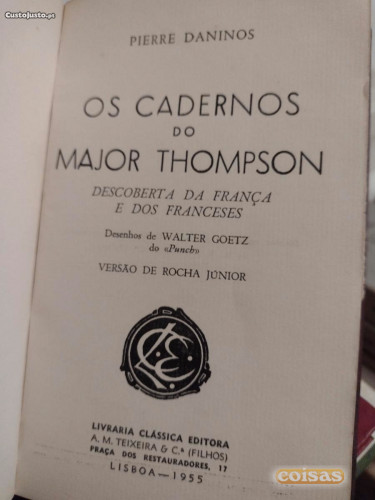 CustoJusto.pt
PIERRE DANINOS
OS CADERNOS
DO
MAJOR THOMPSON
DESCOBERTA DA FRANÇA
E DOS FRANCESES
Desenhos de WALTER GOETZ
do «Punch»
VERSÃO DE ROCHA JÚNIOR
LCE
LIVRARIA CLÁSSICA EDITORA
A. M. TEIXEIRA & C.ª (FILHOS)
PRAÇA DOS RESTAURADORES, 17
LISBOA — 1955
coisas